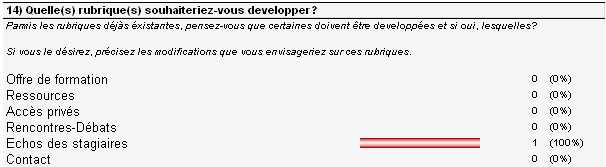 14) Quelle(s) rubrique(s) souhaiteriez-vous developper ?
Parmis les rubriques déjàs éxistantes, pensez-vous que certaines doivent être developpées et si oui, lesquelles?
Si vous le désirez, précisez les modifications que vous envisageriez sur ces rubriques.
Offre de formation 0 (0%)
Ressources 0 (0%)
Accès privés 0 (0%)
Rencontres-Débats 0 (0%)
Echos des stagiaires 1 (100%)
Contact 0 (0%)